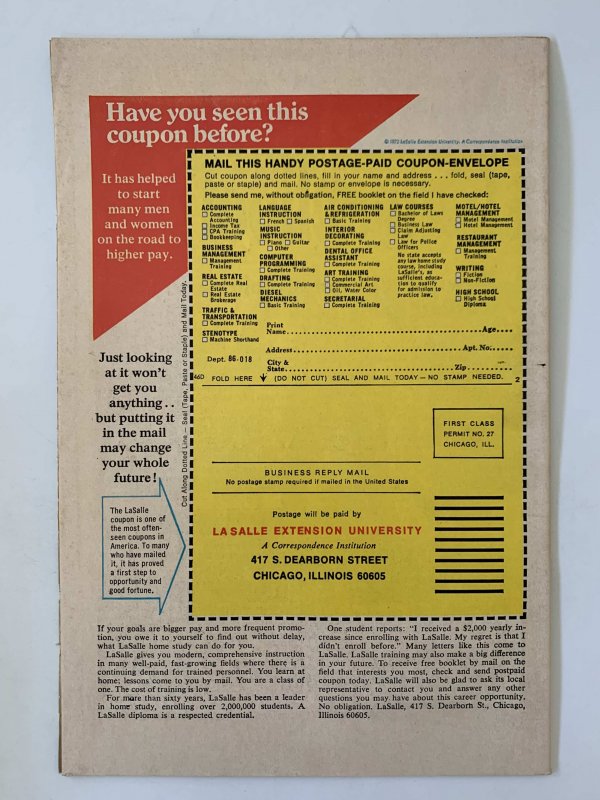 Have you seen this
coupon before?
© 1973 LaSalle Extension University, A Correspondence Institution
It has helped
to start
many men
and women
on the road to
higher pay.
Just looking
at it won't
get you
anything . .
but putting it
in the mail
may change
your whole
future!
The LaSalle
coupon is one of
the most often-
seen coupons in
America. To many
who have mailed
it, it has proved
a first step to
opportunity and
good fortune.
Cut Along Dotted Line — Seal (Tape, Paste or Staple) and Mail Today.
MAIL THIS HANDY POSTAGE-PAID COUPON-ENVELOPE
Cut coupon along dotted lines, fill in your name and address . . . fold, seal (tape,
paste or staple) and mail. No stamp or envelope is necessary.
Please send me, without obligation, FREE booklet on the field I have checked:
ACCOUNTING
Complete
Accounting
Income Tax
CPA Training
Bookkeeping
BUSINESS
MANAGEMENT
Management
Training
REAL ESTATE
Complete Real
Estate
Real Estate
Brokerage
TRAFFIC &
TRANSPORTATION
Complete Training
STENOTYPE
Machine Shorthand
LANGUAGE
INSTRUCTION
French Spanish
MUSIC
INSTRUCTION
Piano Guitar
Other
COMPUTER
PROGRAMMING
Complete Training
DRAFTING
Complete Training
DIESEL
MECHANICS
Basic Training
AIR CONDITIONING
& REFRIGERATION
Basic Training
INTERIOR
DECORATING
Complete Training
DENTAL OFFICE
ASSISTANT
Complete Training
ART TRAINING
Complete Training
Commercial Art
Oil, Water Color
SECRETARIAL
Complete Training
LAW COURSES
Bachelor of Laws
Degree
Business Law
Claim Adjusting
Law
Law for Police
Officers
No state accepts
any law home study
course, including
LaSalle's, as
sufficient educa-
tion to qualify
for admission to
practice law.
MOTEL/HOTEL
MANAGEMENT
Motel Management
Hotel Management
RESTAURANT
MANAGEMENT
Management
Training
WRITING
Fiction
Non-Fiction
HIGH SCHOOL
High School
Diploma
Print
Name Age
Address Apt. No.
Dept. 86-018
City &
State Zip
46D FOLD HERE (DO NOT CUT) SEAL AND MAIL TODAY — NO STAMP NEEDED. 2
FIRST CLASS
PERMIT NO. 27
CHICAGO, ILL.
BUSINESS REPLY MAIL
No postage stamp required if mailed in the United States
Postage will be paid by
LA SALLE EXTENSION UNIVERSITY
A Correspondence Institution
417 S. DEARBORN STREET
CHICAGO, ILLINOIS 60605
If your goals are bigger pay and more frequent promo-
tion, you owe it to yourself to find out without delay,
what LaSalle home study can do for you.
LaSalle gives you modern, comprehensive instruction
in many well-paid, fast-growing fields where there is a
continuing demand for trained personnel. You learn at
home; lessons come to you by mail. You are a class of
one. The cost of training is low.
For more than sixty years, LaSalle has been a leader
in home study, enrolling over 2,000,000 students. A
LaSalle diploma is a respected credential.
One student reports: "I received a $2,000 yearly in-
crease since enrolling with LaSalle. My regret is that I
didn't enroll before." Many letters like this come to
LaSalle. LaSalle training may also make a big difference
in your future. To receive free booklet by mail on the
field that interests you most, check and send postpaid
coupon today. LaSalle will also be glad to ask its local
representative to contact you and answer any other
questions you may have about this career opportunity.
No obligation. LaSalle, 417 S. Dearborn St., Chicago,
Illinois 60605.